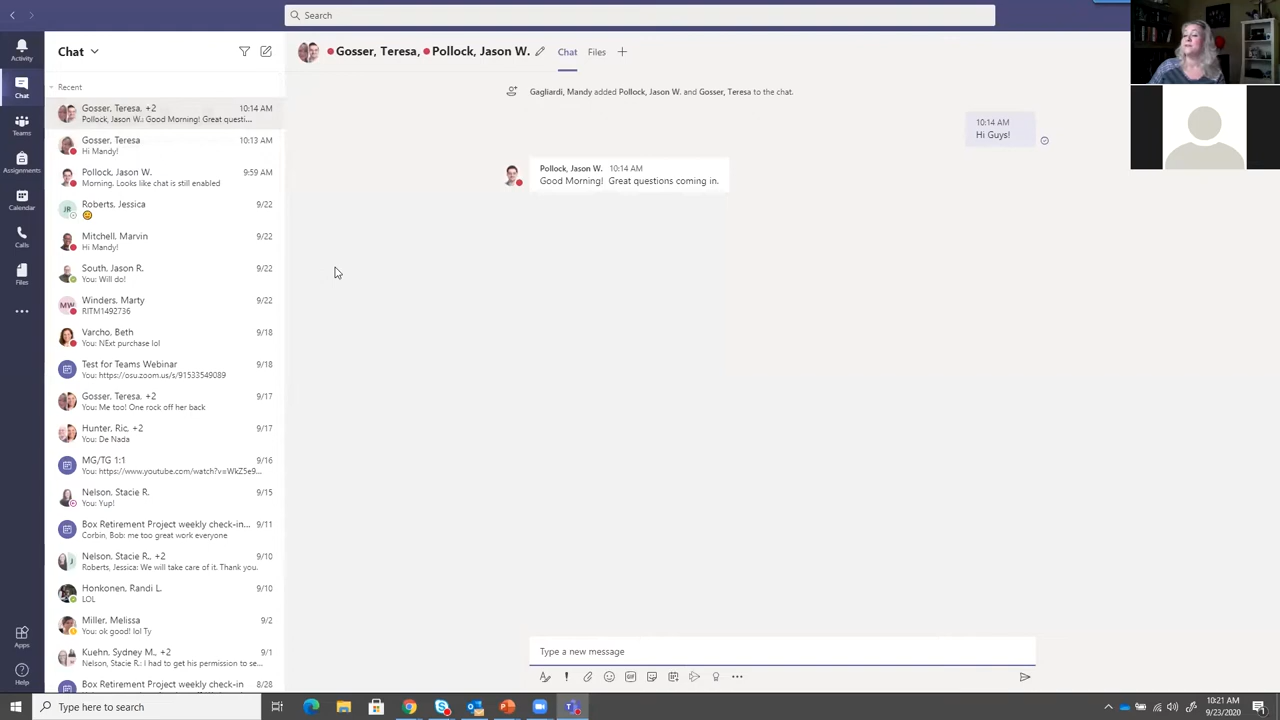 Search
Activity
Chat
Teams
Assignments
Calendar
Calls
Files
Apps
Help
Chat
Recent
Gosser, Teresa, +2 10:14 AM
Pollock, Jason W.: Good Morning! Great questi...
Gosser, Teresa 10:13 AM
Hi Mandy!
Pollock, Jason W. 9:59 AM
Morning. Looks like chat is still enabled
JR
Roberts, Jessica 9/22
Mitchell, Marvin 9/22
Hi Mandy!
South, Jason R. 9/22
You: Will do!
MW
Winders, Marty 9/22
RITM1492736
Varcho, Beth 9/18
You: NExt purchase lol
Test for Teams Webinar 9/18
You: https://osu.zoom.us/s/91533549089
Gosser, Teresa, +2 9/17
You: Me too! One rock off her back
Hunter, Ric, +2 9/17
You: De Nada
MG/TG 1:1 9/16
You: https://www.youtube.com/watch?v=WkZ5e9...
Nelson, Stacie R. 9/15
You: Yup!
Box Retirement Project weekly check-in... 9/11
Corbin, Bob: me too great work everyone
J
Nelson, Stacie R., +2 9/10
Roberts, Jessica: We will take care of it. Thank you.
Honkonen, Randi L. 9/10
LOL
Miller, Melissa 9/2
You: ok good! lol Ty
Kuehn, Sydney M., +2 9/1
Nelson, Stacie R.: I had to get his permission to se...
Box Retirement Project weekly check-in 8/28
Gosser, Teresa, Pollock, Jason W. Chat Files
Gagliardi, Mandy added Pollock, Jason W. and Gosser, Teresa to the chat.
10:14 AM
Hi Guys!
Pollock, Jason W. 10:14 AM
Good Morning! Great questions coming in.
Type a new message
GIF
Type here to search
10:21 AM
9/23/2020